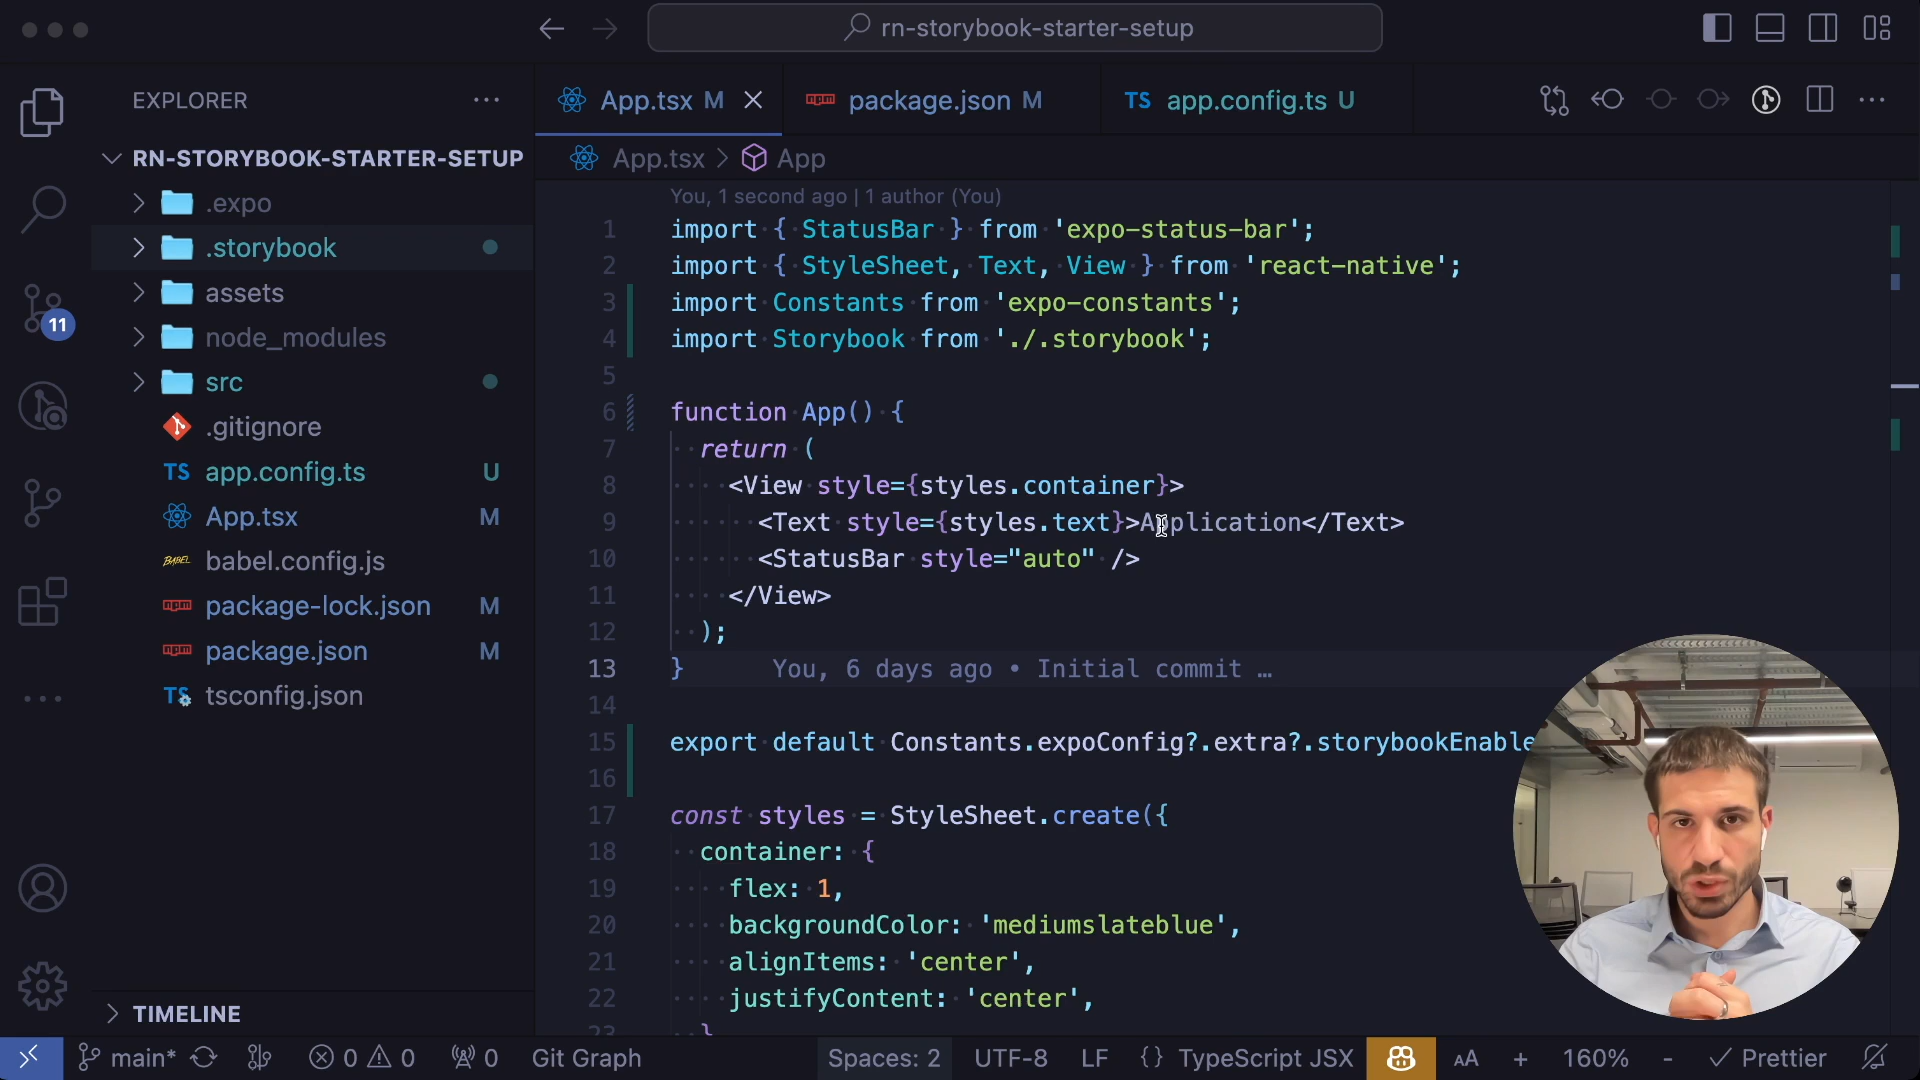 rn-storybook-starter-setup
EXPLORER
App.tsx M
package.json M
TS app.config.ts U
RN-STORYBOOK-STARTER-SETUP
App.tsx > App
.expo
.storybook
assets
node_modules
src
.gitignore
TS app.config.ts U
App.tsx M
BABEL babel.config.js
package-lock.json M
package.json M
TS tsconfig.json
11
TIMELINE
You, 1 second ago | 1 author (You)
1 import { StatusBar } from 'expo-status-bar';
2 import { StyleSheet, Text, View } from 'react-native';
3 import Constants from 'expo-constants';
4 import Storybook from './.storybook';
5
6 function App() {
7 return (
8 <View style={styles.container}>
9 <Text style={styles.text}>Application</Text>
10 <StatusBar style="auto" />
11 </View>
12 );
13 } You, 6 days ago • Initial commit …
14
15 export default Constants.expoConfig?.extra?.storybookEnable
16
17 const styles = StyleSheet.create({
18 container: {
19 flex: 1,
20 backgroundColor: 'mediumslateblue',
21 alignItems: 'center',
22 justifyContent: 'center',
23 }
main* 0 0 0 Git Graph Spaces: 2 UTF-8 LF {} TypeScript JSX AA + 160% - Prettier